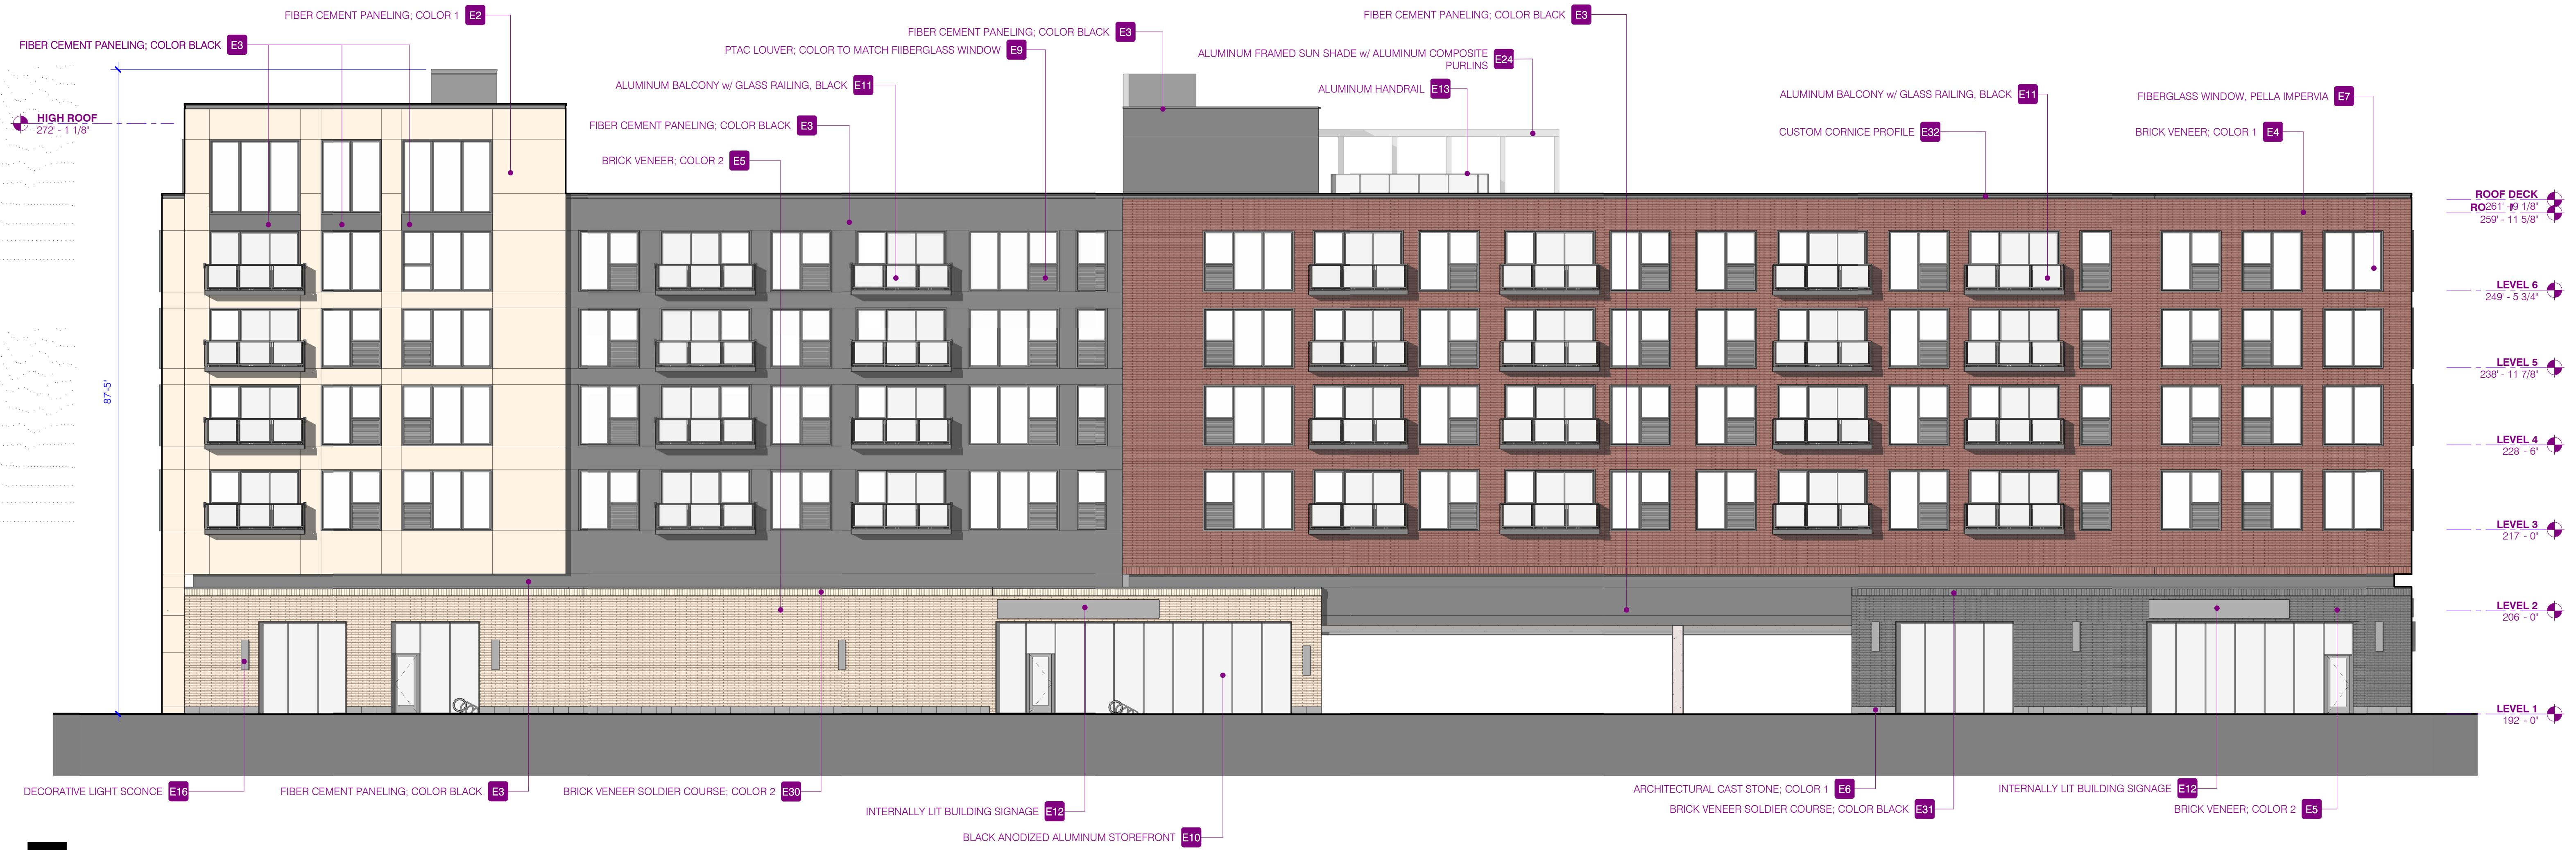 FIBER CEMENT PANELING; COLOR 1 E2
FIBER CEMENT PANELING; COLOR BLACK E3
FIBER CEMENT PANELING; COLOR BLACK E3
FIBER CEMENT PANELING; COLOR BLACK E3
PTAC LOUVER; COLOR TO MATCH FIIBERGLASS WINDOW E9
ALUMINUM FRAMED SUN SHADE w/ ALUMINUM COMPOSITE
PURLINS E24
ALUMINUM BALCONY w/ GLASS RAILING, BLACK E11
ALUMINUM HANDRAIL E13
ALUMINUM BALCONY w/ GLASS RAILING, BLACK E11
FIBERGLASS WINDOW, PELLA IMPERVIA E7
FIBER CEMENT PANELING; COLOR BLACK E3
CUSTOM CORNICE PROFILE E32
BRICK VENEER; COLOR 1 E4
BRICK VENEER; COLOR 2 E5
HIGH ROOF
272' - 1 1/8"
87'-5"
ROOF DECK
261' - 9 1/8"
259' - 11 5/8"
LEVEL 6
249' - 5 3/4"
LEVEL 5
238' - 11 7/8"
LEVEL 4
228' - 6"
LEVEL 3
217' - 0"
LEVEL 2
206' - 0"
LEVEL 1
192' - 0"
DECORATIVE LIGHT SCONCE E16
FIBER CEMENT PANELING; COLOR BLACK E3
BRICK VENEER SOLDIER COURSE; COLOR 2 E30
INTERNALLY LIT BUILDING SIGNAGE E12
BLACK ANODIZED ALUMINUM STOREFRONT E10
ARCHITECTURAL CAST STONE; COLOR 1 E6
BRICK VENEER SOLDIER COURSE; COLOR BLACK E31
INTERNALLY LIT BUILDING SIGNAGE E12
BRICK VENEER; COLOR 2 E5